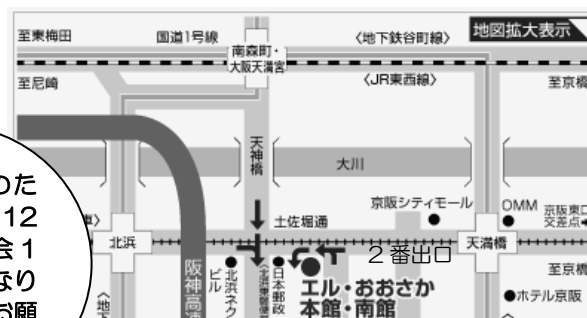 地図拡大表示
至東梅田
国道1号線
〈地下鉄谷町線〉
南森町・
大阪天満宮
至尼崎
〈JR東西線〉
至京橋
天神橋
大川
のた
12
会1
なり
お願
京阪シティモール
OMM
京阪東口
交差点
車〉
北浜
土佐堀通
2番出口
天満橋
阪神高速
北浜ネク
ビル
日本郵政
エル・おおさか
本館・南館
至京橋
ホテル京阪
〈地下